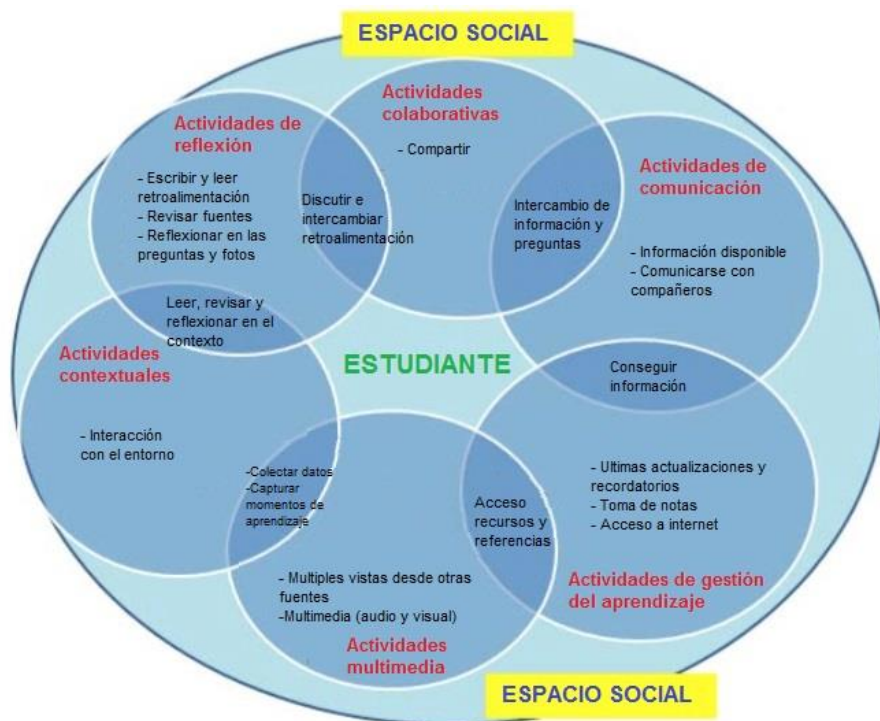 ESPACIO SOCIAL
Actividades
colaborativas
- Compartir
Actividades de
reflexión
- Escribir y leer
retroalimentación
- Revisar fuentes
- Reflexionar en las
preguntas y fotos
Discutir e
intercambiar
retroalimentación
Intercambio de
información y
preguntas
Actividades de
comunicación
- Información disponible
- Comunicarse con
compañeros
Leer, revisar y
reflexionar en el
contexto
Actividades
contextuales
- Interacción
con el entorno
ESTUDIANTE
Conseguir
información
-Colectar datos
-Capturar
momentos de
aprendizaje
Acceso
recursos y
referencias
- Ultimas actualizaciones y
recordatorios
- Toma de notas
- Acceso a internet
Actividades de gestión
del aprendizaje
- Multiples vistas desde otras
fuentes
-Multimedia (audio y visual)
Actividades
multimedia
ESPACIO SOCIAL